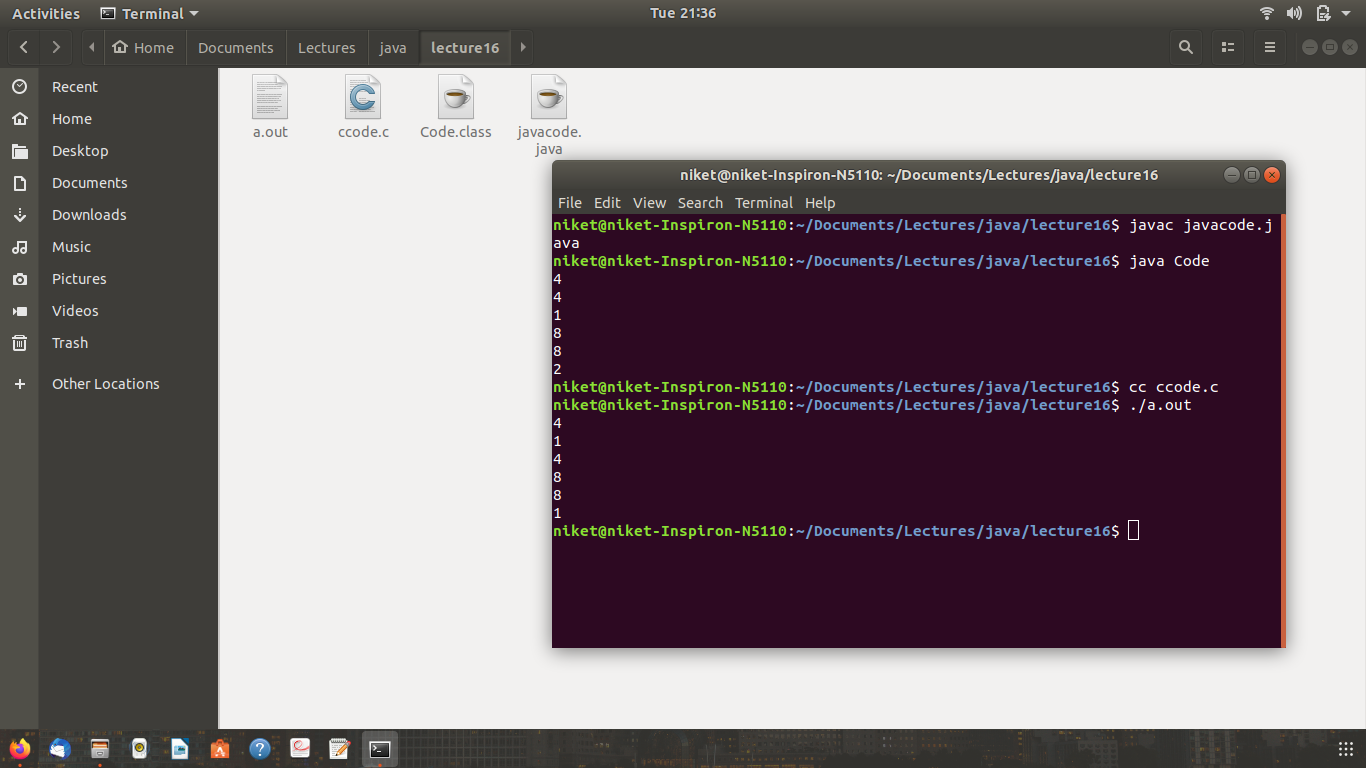 Activities Terminal Tue 21:36
Home Documents Lectures java lecture16
Recent
Home
Desktop
Documents
Downloads
Music
Pictures
Videos
Trash
Other Locations
a.out ccode.c Code.class javacode.
java
niket@niket-Inspiron-N5110: ~/Documents/Lectures/java/lecture16
File Edit View Search Terminal Help
niket@niket-Inspiron-N5110:~/Documents/Lectures/java/lecture16$ javac javacode.j
ava
niket@niket-Inspiron-N5110:~/Documents/Lectures/java/lecture16$ java Code
4
4
1
8
8
2
niket@niket-Inspiron-N5110:~/Documents/Lectures/java/lecture16$ cc ccode.c
niket@niket-Inspiron-N5110:~/Documents/Lectures/java/lecture16$ ./a.out
4
1
4
8
8
1
niket@niket-Inspiron-N5110:~/Documents/Lectures/java/lecture16$